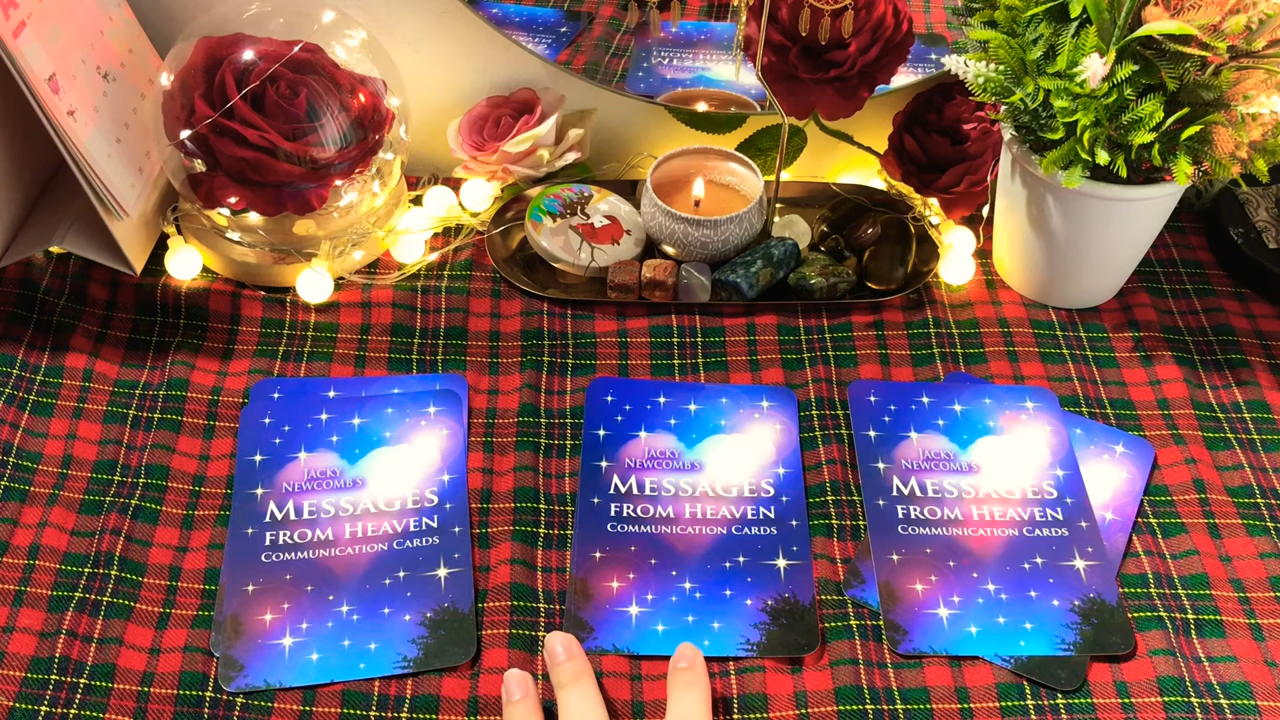 JACKY
NEWCOMB'S
MESSAGES
FROM HEAVEN
COMMUNICATION CARDS
JACKY
NEWCOMB'S
MESSAGES
FROM HEAVEN
COMMUNICATION CARDS
JACKY
NEWCOMB'S
MESSAGES
FROM HEAVEN
COMMUNICATION CARDS